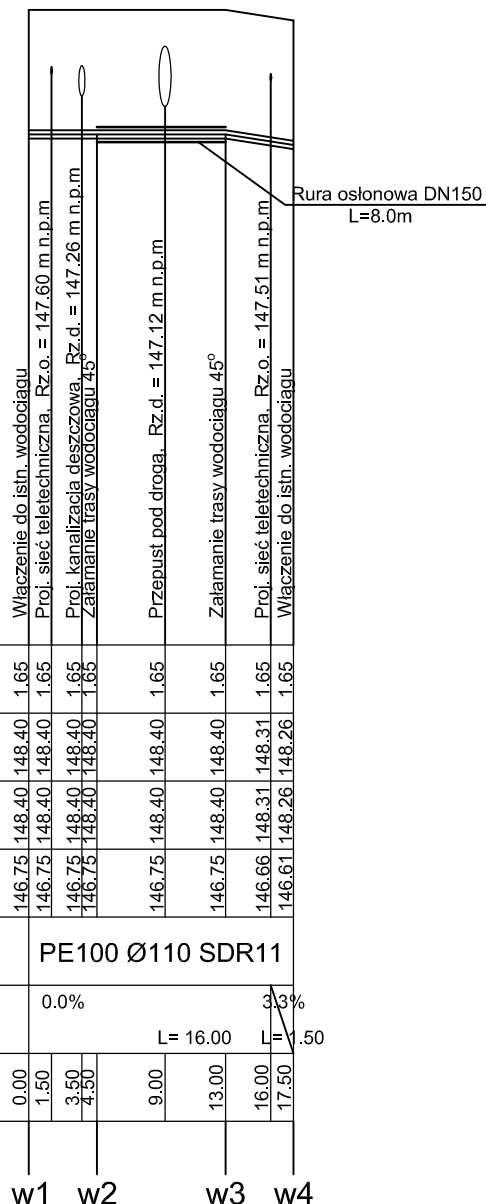 Rura osłonowa DN150
L=8.0m
Włączenie do istn. wodociągu
Proj. sieć teletechniczna, Rz.o. = 147.60 m n.p.m
Proj. kanalizacja deszczowa, Rz.d. = 147.26 m n.p.m
Załamanie trasy wodociągu 45°
Przepust pod drogą, Rz.d. = 147.12 m n.p.m
Załamanie trasy wodociągu 45°
Proj. sieć teletechniczna, Rz.o. = 147.51 m n.p.m
Włączenie do istn. wodociągu
1.65 1.65 1.65 1.65 1.65 1.65 1.65 1.65
148.40 148.40 148.40 148.40 148.40 148.40 148.31 148.26
148.40 148.40 148.40 148.40 148.40 148.40 148.31 148.26
146.75 146.75 146.75 146.75 146.75 146.75 146.66 146.61
PE100 Ø110 SDR11
0.0% 3.3%
L= 16.00 L= 1.50
0.00 1.50 3.50 4.50 9.00 13.00 16.00 17.50
w1 w2 w3 w4